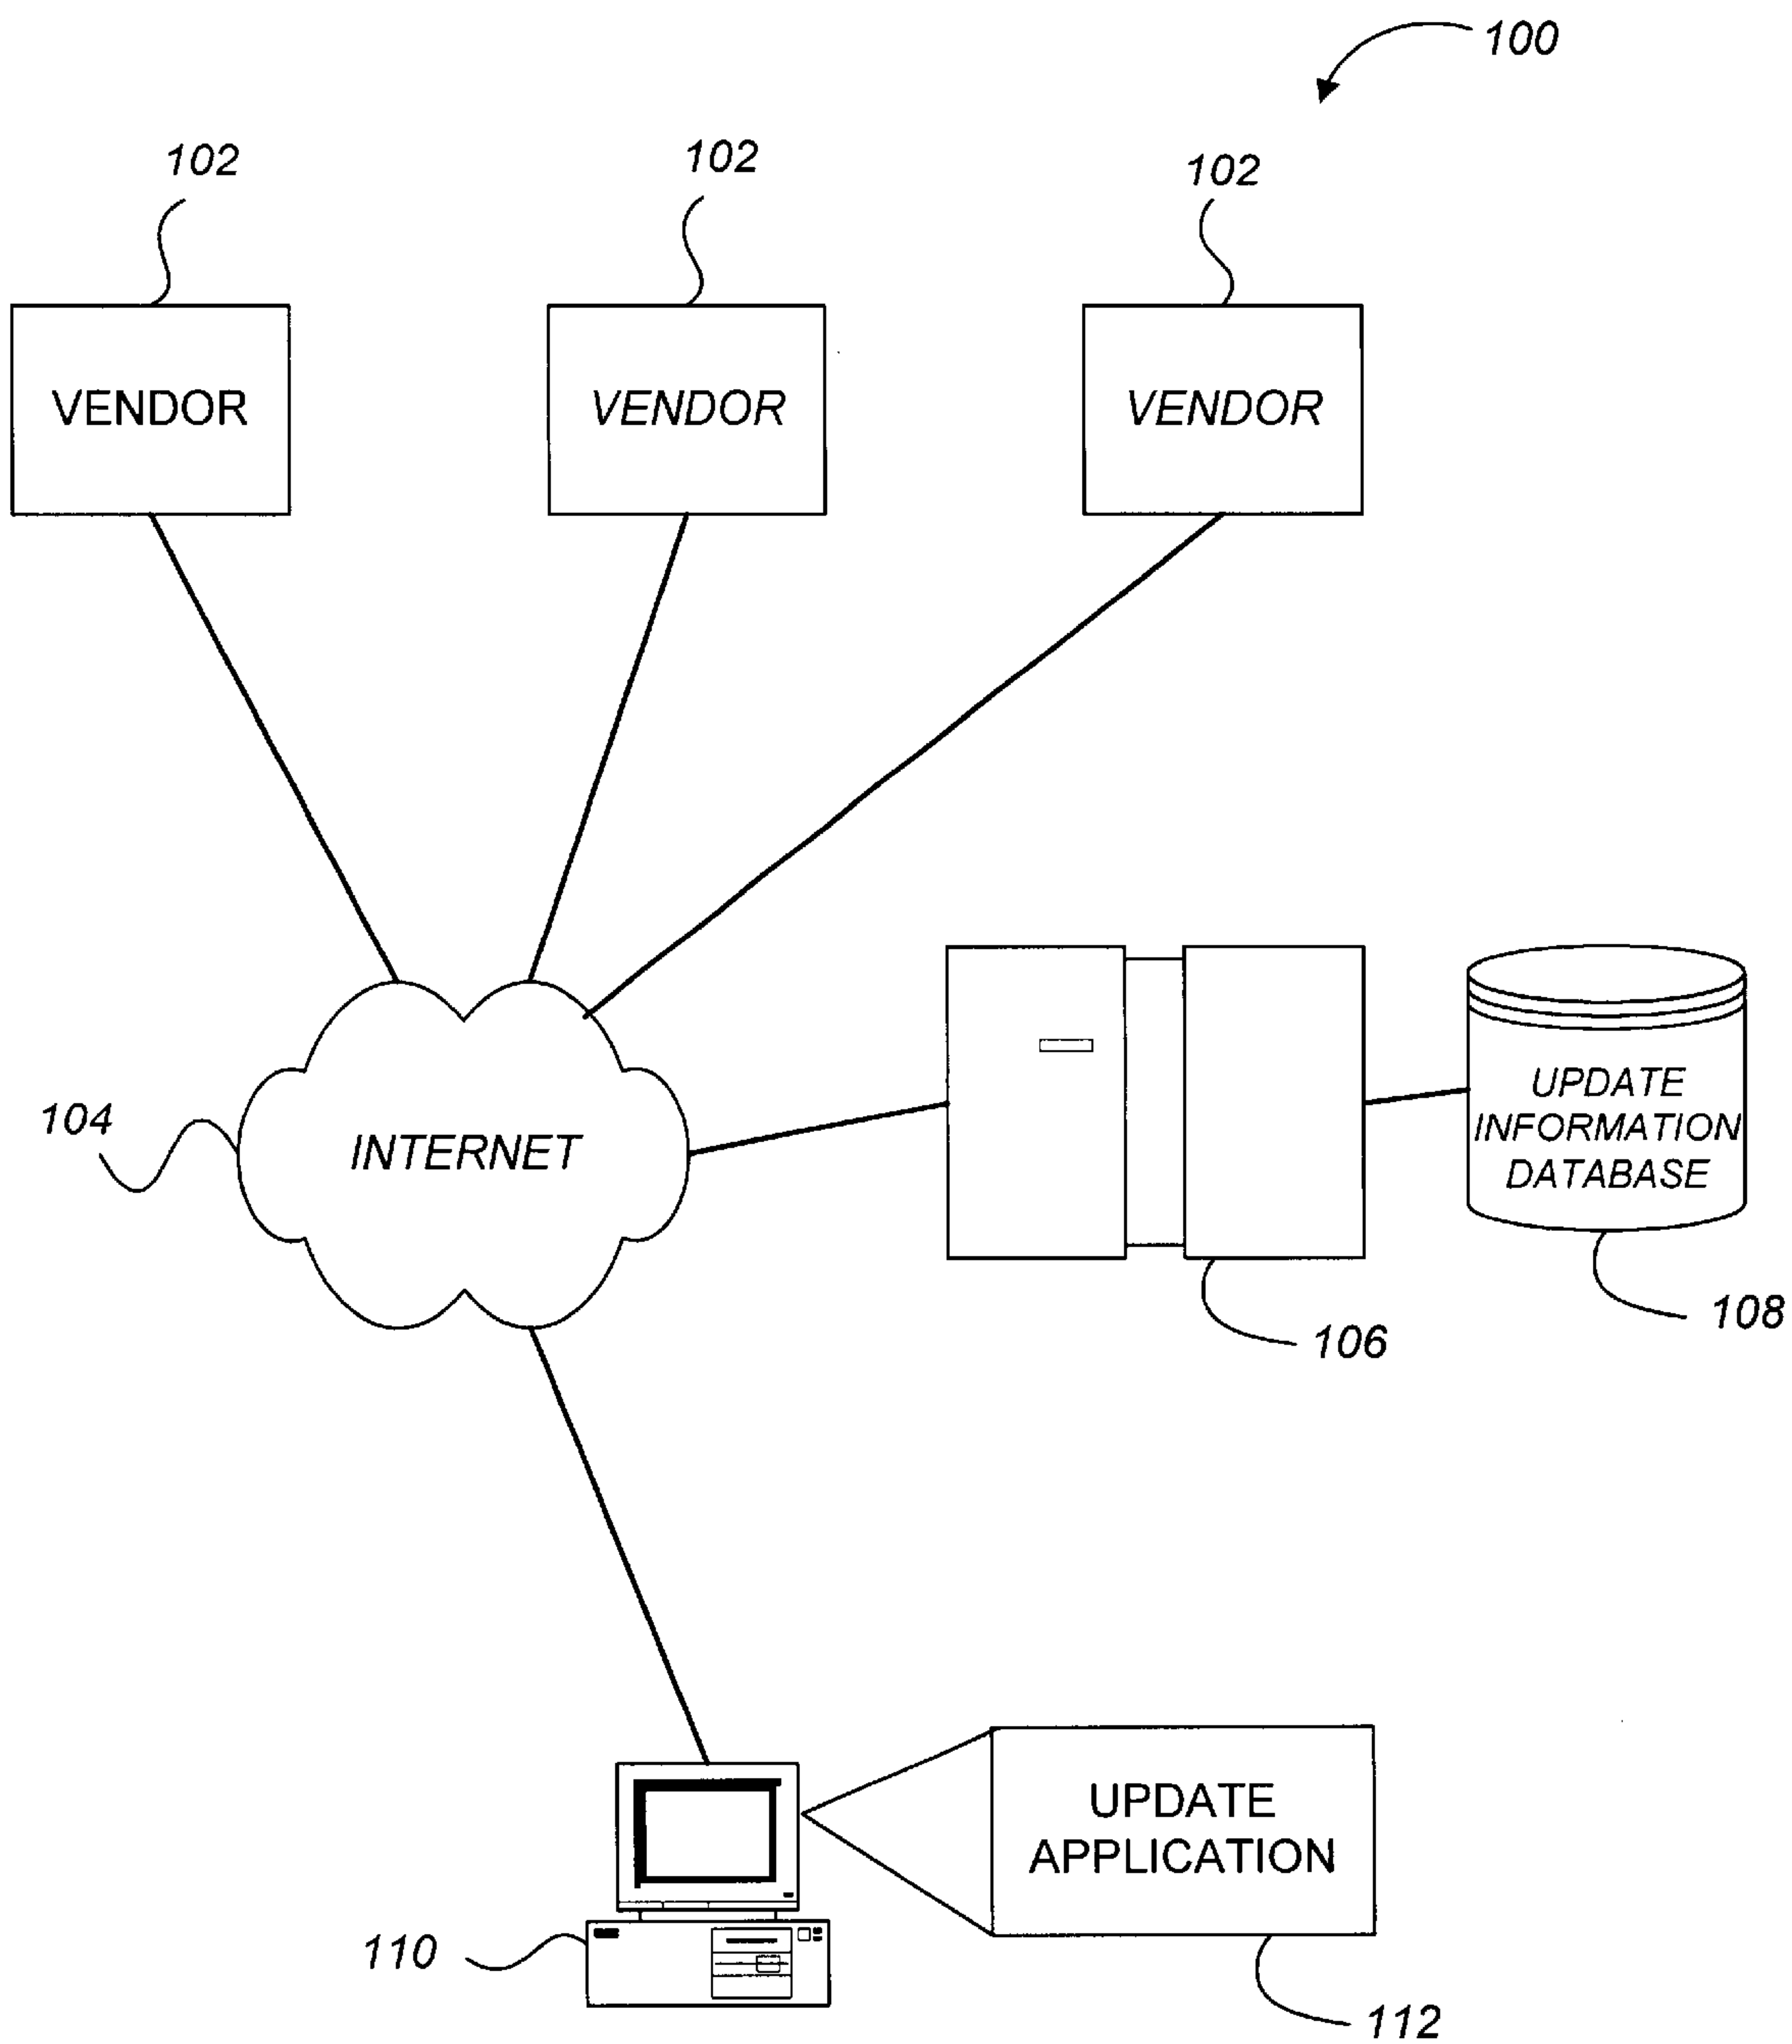 100
102
102
102
VENDOR
VENDOR
VENDOR
104
INTERNET
UPDATE
INFORMATION
DATABASE
106
108
UPDATE
APPLICATION
110
112